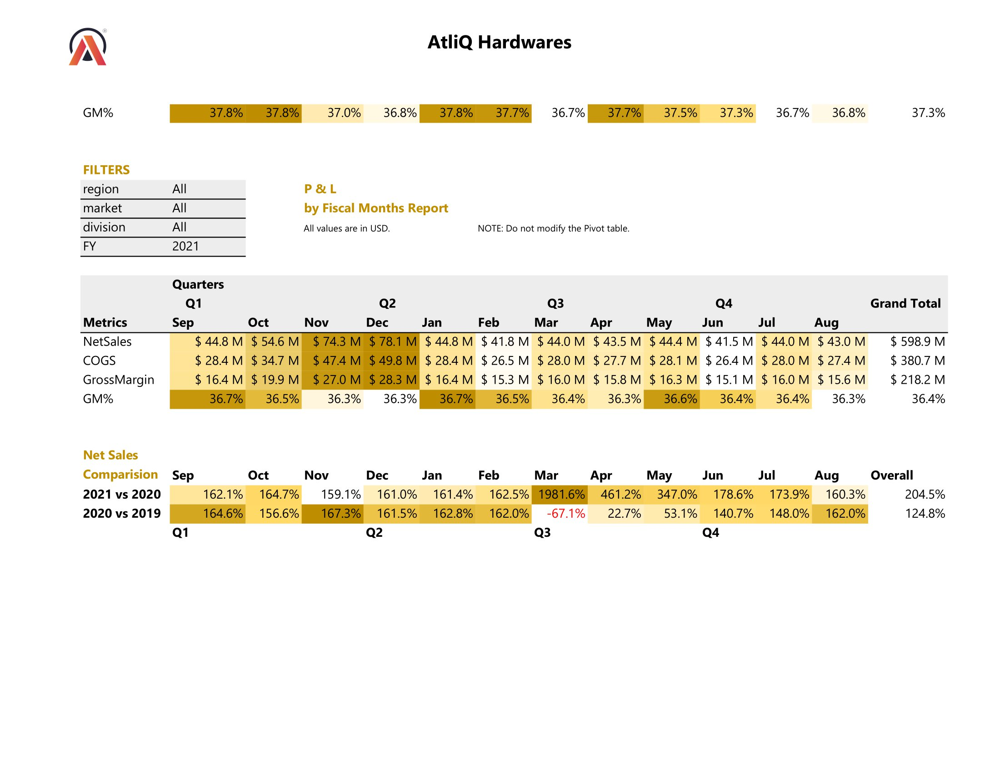 ®
AtliQ Hardwares
GM% 37.8% 37.8% 37.0% 36.8% 37.8% 37.7% 36.7% 37.7% 37.5% 37.3% 36.7% 36.8% 37.3%
FILTERS
region All P & L
market All by Fiscal Months Report
division All All values are in USD. NOTE: Do not modify the Pivot table.
FY 2021
Quarters
Q1 Q2 Q3 Q4 Grand Total
Metrics Sep Oct Nov Dec Jan Feb Mar Apr May Jun Jul Aug
NetSales $ 44.8 M $ 54.6 M $ 74.3 M $ 78.1 M $ 44.8 M $ 41.8 M $ 44.0 M $ 43.5 M $ 44.4 M $ 41.5 M $ 44.0 M $ 43.0 M $ 598.9 M
COGS $ 28.4 M $ 34.7 M $ 47.4 M $ 49.8 M $ 28.4 M $ 26.5 M $ 28.0 M $ 27.7 M $ 28.1 M $ 26.4 M $ 28.0 M $ 27.4 M $ 380.7 M
GrossMargin $ 16.4 M $ 19.9 M $ 27.0 M $ 28.3 M $ 16.4 M $ 15.3 M $ 16.0 M $ 15.8 M $ 16.3 M $ 15.1 M $ 16.0 M $ 15.6 M $ 218.2 M
GM% 36.7% 36.5% 36.3% 36.3% 36.7% 36.5% 36.4% 36.3% 36.6% 36.4% 36.4% 36.3% 36.4%
Net Sales
Comparision Sep Oct Nov Dec Jan Feb Mar Apr May Jun Jul Aug Overall
2021 vs 2020 162.1% 164.7% 159.1% 161.0% 161.4% 162.5% 1981.6% 461.2% 347.0% 178.6% 173.9% 160.3% 204.5%
2020 vs 2019 164.6% 156.6% 167.3% 161.5% 162.8% 162.0% -67.1% 22.7% 53.1% 140.7% 148.0% 162.0% 124.8%
Q1 Q2 Q3 Q4